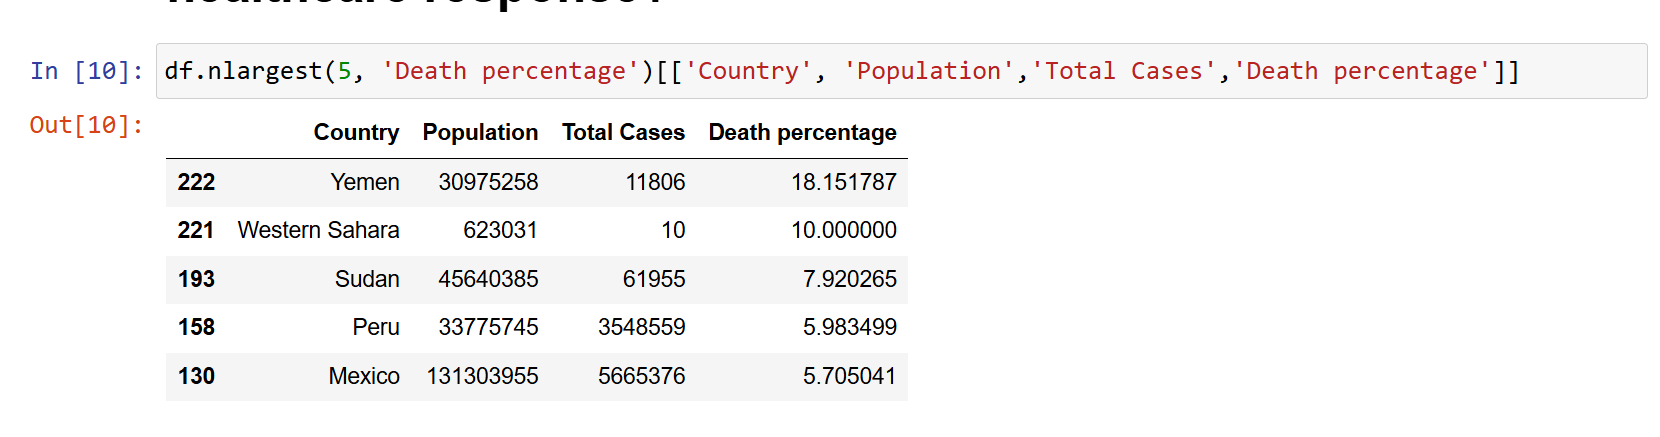 healthcare response?
In [10]: df.nlargest(5, 'Death percentage')[['Country', 'Population','Total Cases','Death percentage']]
Out[10]:
Country Population Total Cases Death percentage
222 Yemen 30975258 11806 18.151787
221 Western Sahara 623031 10 10.000000
193 Sudan 45640385 61955 7.920265
158 Peru 33775745 3548559 5.983499
130 Mexico 131303955 5665376 5.705041